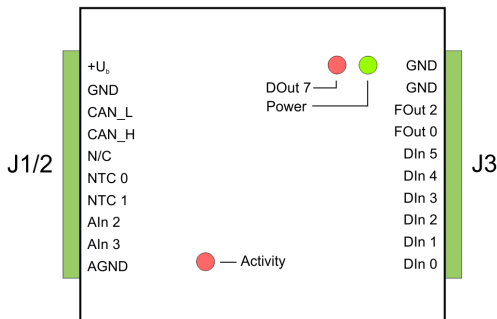 J1/2
+Ub
GND
CAN_L
CAN_H
N/C
NTC 0
NTC 1
AIn 2
AIn 3
AGND
DOut 7
Power
Activity
GND
GND
FOut 2
FOut 0
DIn 5
DIn 4
DIn 3
DIn 2
DIn 1
DIn 0
J3